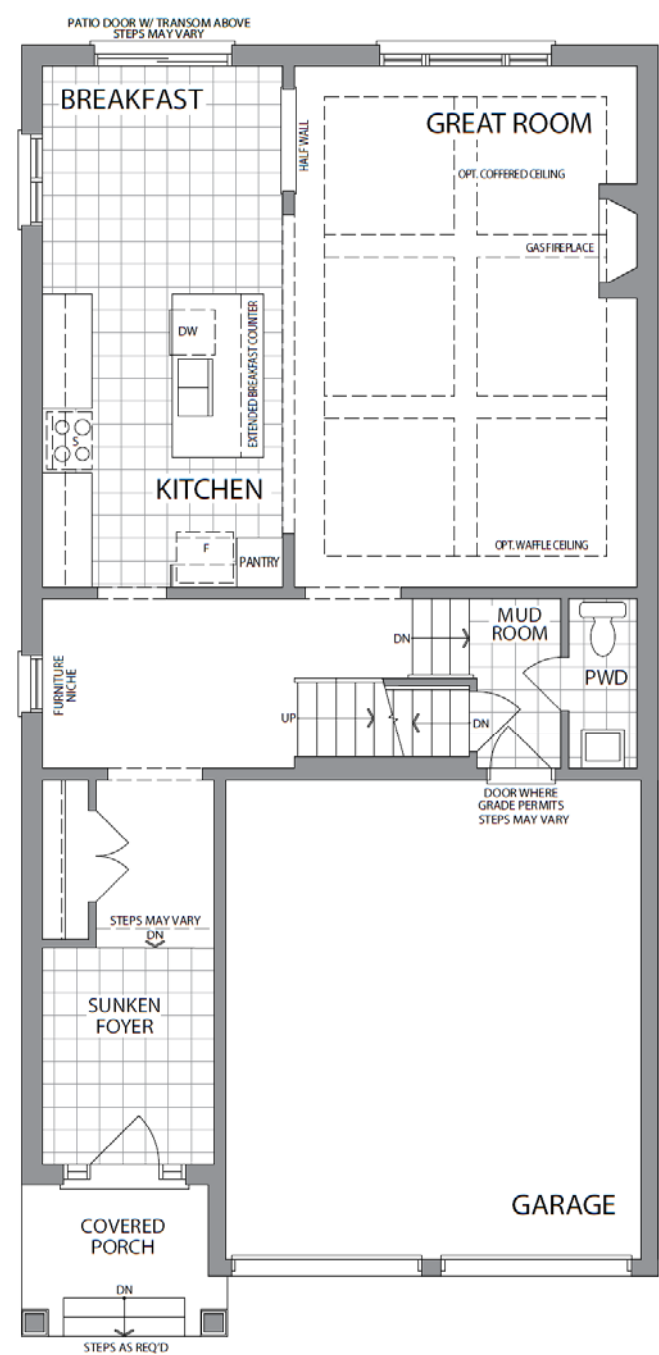 PATIO DOOR W/ TRANSOM ABOVE
STEPS MAY VARY
BREAKFAST
GREAT ROOM
HALF WALL
OPT. COFFERED CEILING
GAS FIREPLACE
DW
EXTENDED BREAKFAST COUNTER
S
KITCHEN
F
PANTRY
OPT. WAFFLE CEILING
MUD
ROOM
DN
PWD
FURNITURE
NICHE
UP
DN
DOOR WHERE
GRADE PERMITS
STEPS MAY VARY
STEPS MAY VARY
DN
SUNKEN
FOYER
GARAGE
COVERED
PORCH
DN
STEPS AS REQ'D